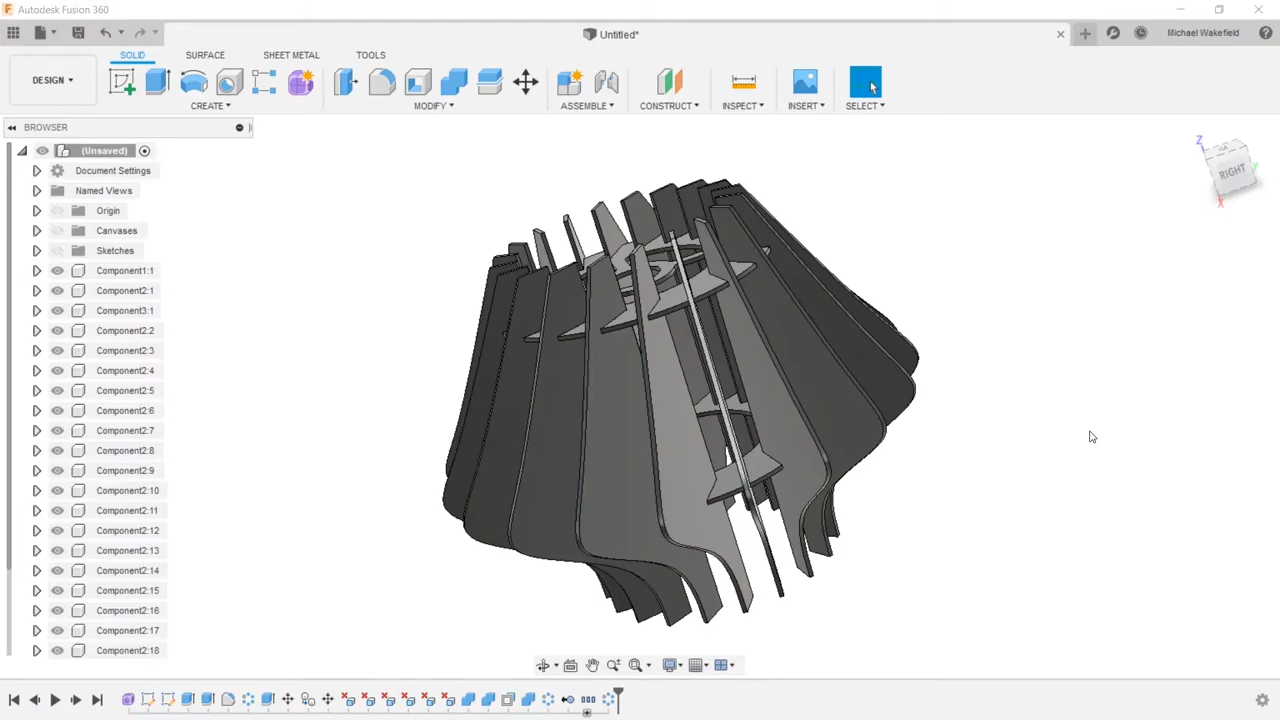 Autodesk Fusion 360
Untitled*
Michael Wakefield
DESIGN
SOLID
SURFACE
SHEET METAL
TOOLS
CREATE
MODIFY
ASSEMBLE
CONSTRUCT
INSPECT
INSERT
SELECT
BROWSER
(Unsaved)
Document Settings
Named Views
Origin
Canvases
Sketches
Component1:1
Component2:1
Component3:1
Component2:2
Component2:3
Component2:4
Component2:5
Component2:6
Component2:7
Component2:8
Component2:9
Component2:10
Component2:11
Component2:12
Component2:13
Component2:14
Component2:15
Component2:16
Component2:17
Component2:18
Z
RIGHT
Y
X